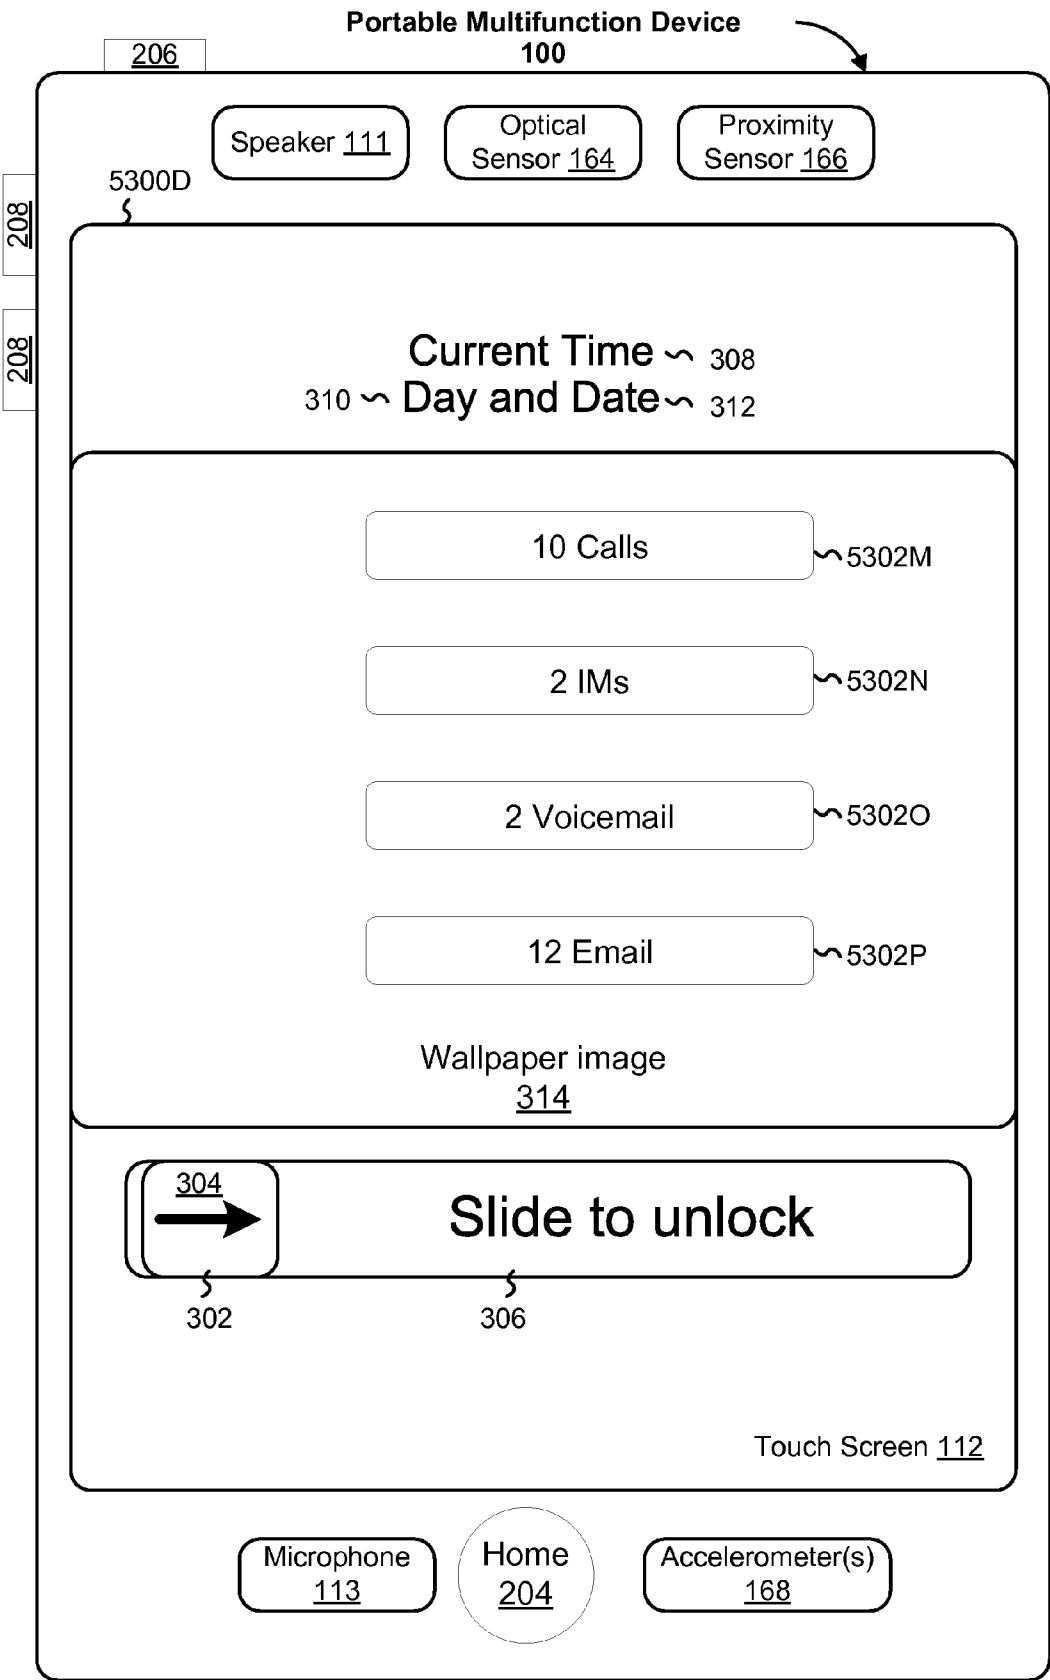 Portable Multifunction Device
100
206
Speaker 111
Optical
Sensor 164
Proximity
Sensor 166
5300D
208
208
Current Time 308
310 Day and Date 312
10 Calls
5302M
2 IMs
5302N
2 Voicemail
5302O
12 Email
5302P
Wallpaper image
314
304
Slide to unlock
302
306
Touch Screen 112
Microphone
113
Home
204
Accelerometer(s)
168